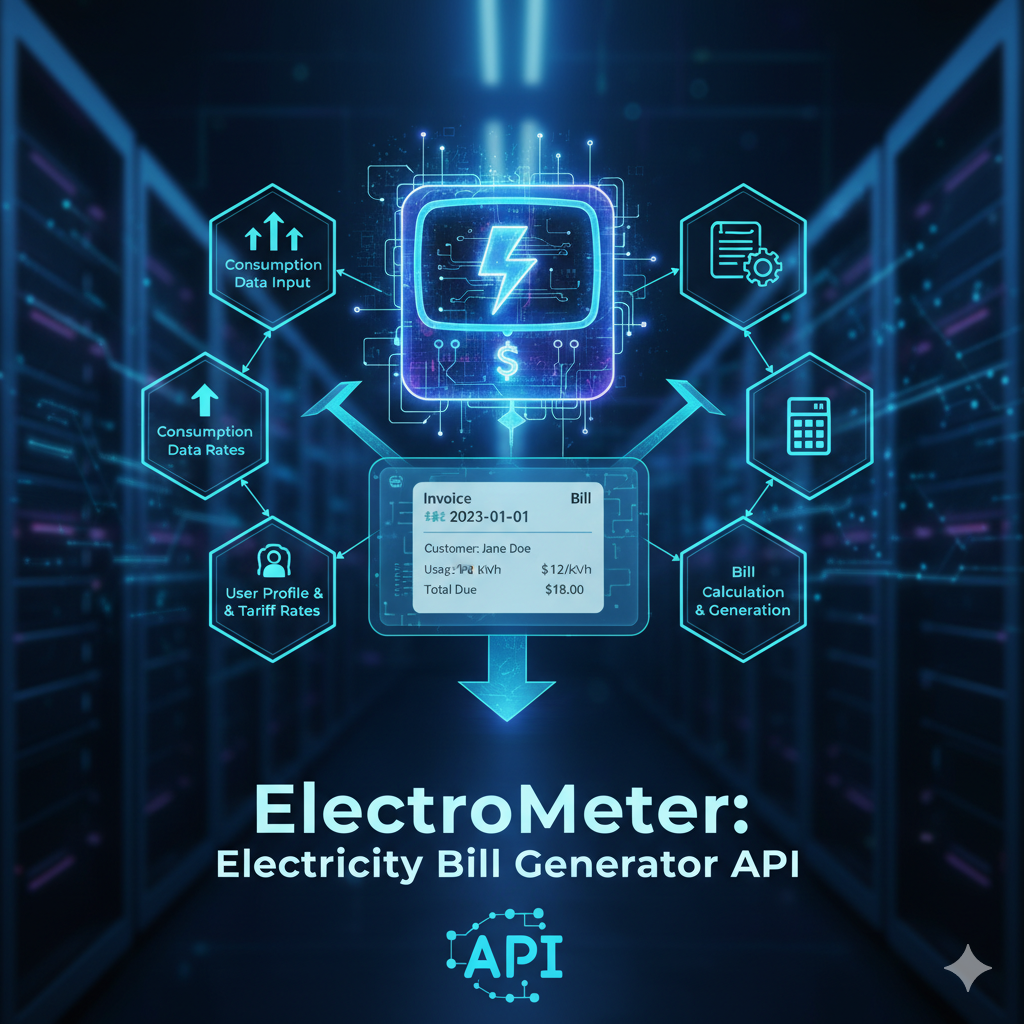 Consumption
Data Input
Consumption
Data Rates
User Profile &
& Tariff Rates
$
Invoice Bill
2023-01-01
Customer: Jane Doe
$12/kVh
Total Due $18.00
Bill
Calculation
& Generation
ElectroMeter:
Electricity Bill Generator API
API